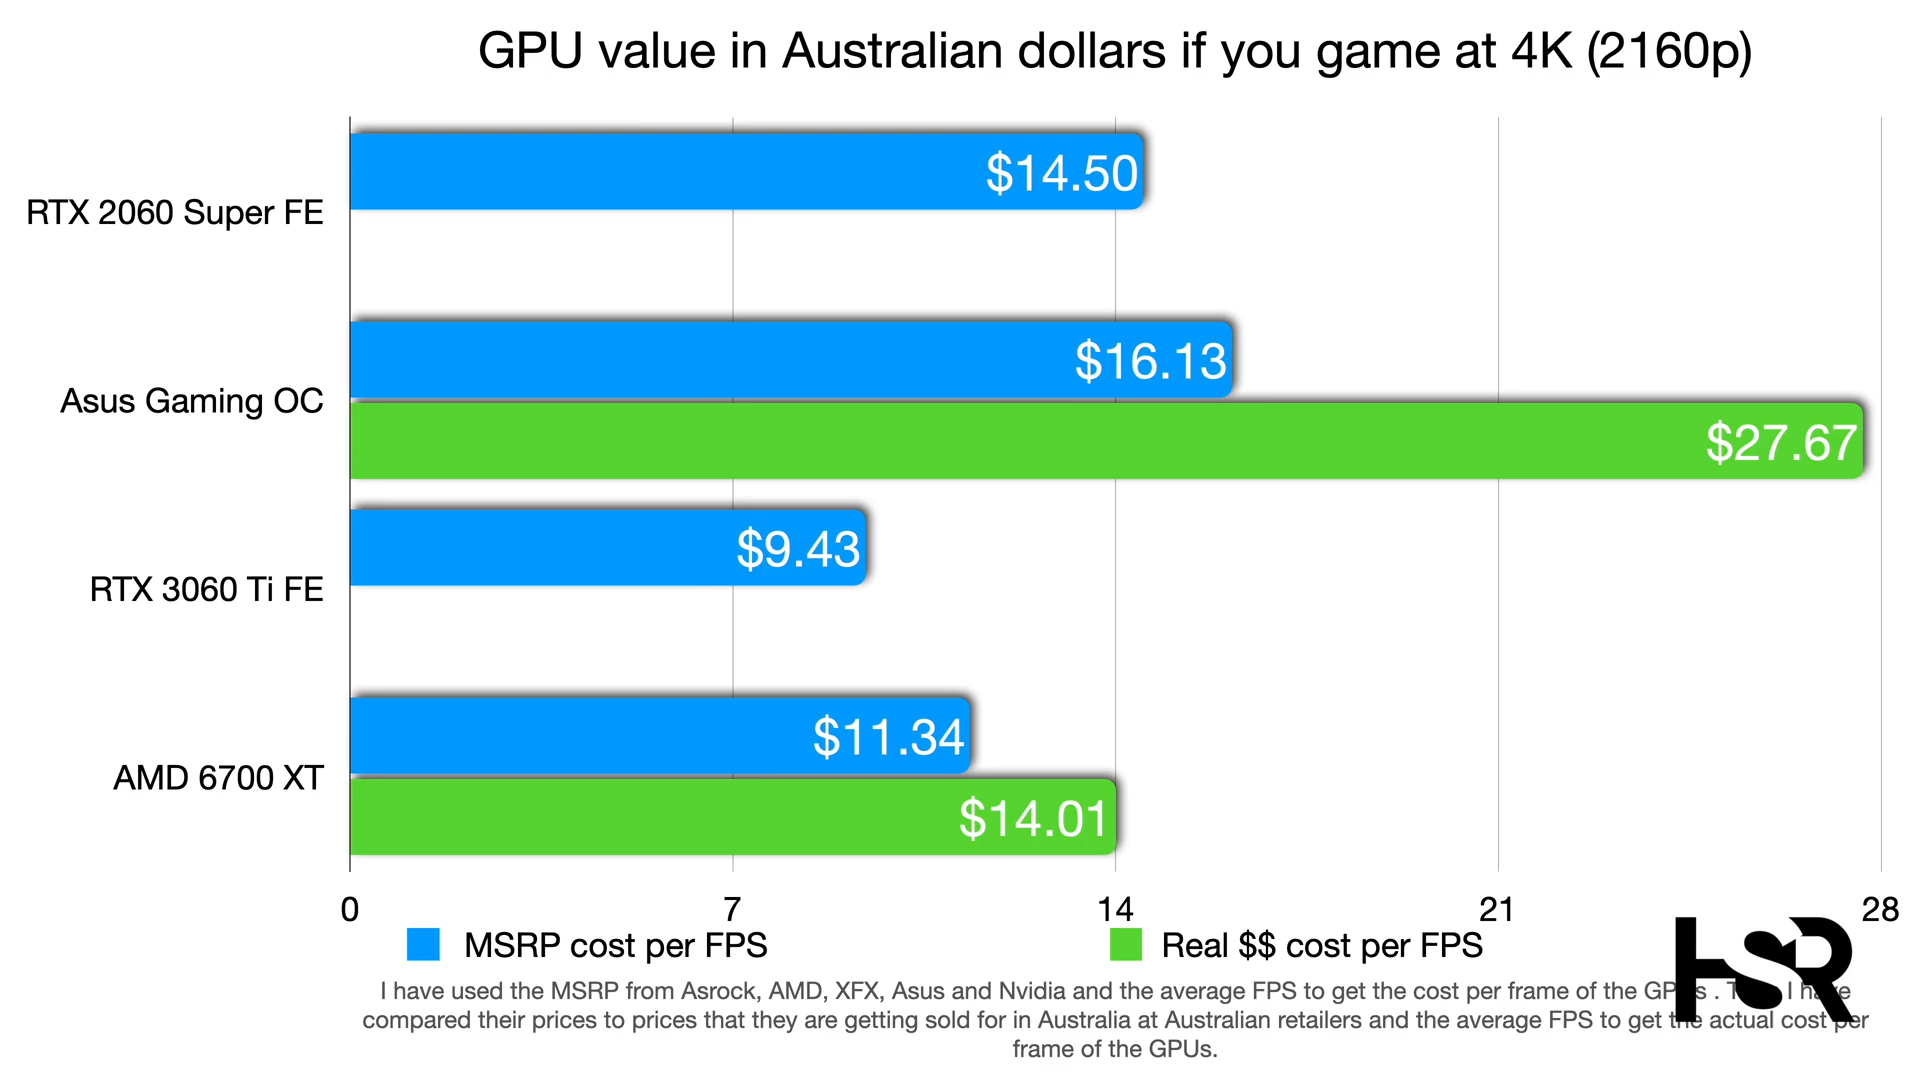 GPU value in Australian dollars if you game at 4K (2160p)
RTX 2060 Super FE
$14.50
Asus Gaming OC
$16.13
$27.67
RTX 3060 Ti FE
$9.43
AMD 6700 XT
$11.34
$14.01
0 7 14 21 28
MSRP cost per FPS
Real $$ cost per FPS
HSR
I have used the MSRP from Asrock, AMD, XFX, Asus and Nvidia and the average FPS to get the cost per frame of the GPUs . I have
compared their prices to prices that they are getting sold for in Australia at Australian retailers and the average FPS to get the actual cost per
frame of the GPUs.